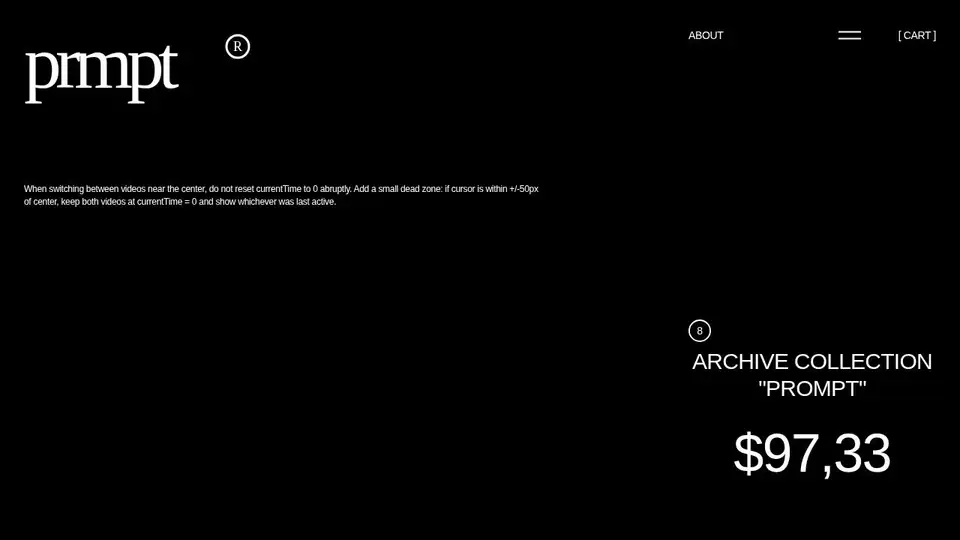 prmpt
®
ABOUT
[ CART ]
When switching between videos near the center, do not reset currentTime to 0 abruptly. Add a small dead zone: if cursor is within +/-50px
of center, keep both videos at currentTime = 0 and show whichever was last active.
8
ARCHIVE COLLECTION
"PROMPT"
$97,33